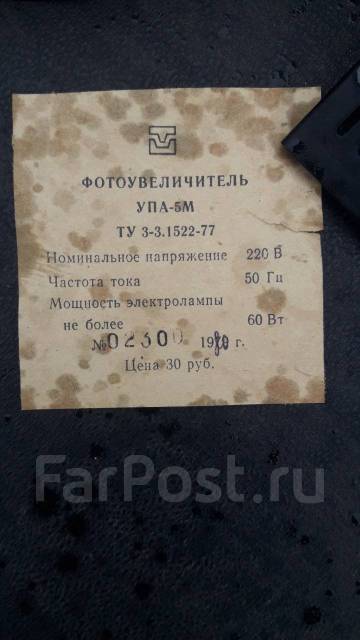 ФОТОУВЕЛИЧИТЕЛЬ
УПА-5М
ТУ 3-3.1522-77
Номинальное напряжение 220 В
Частота тока 50 Гц
Мощность электролампы
не более 60 Вт
№02300 1980 г.
Цена 30 руб.
FarPost.ru